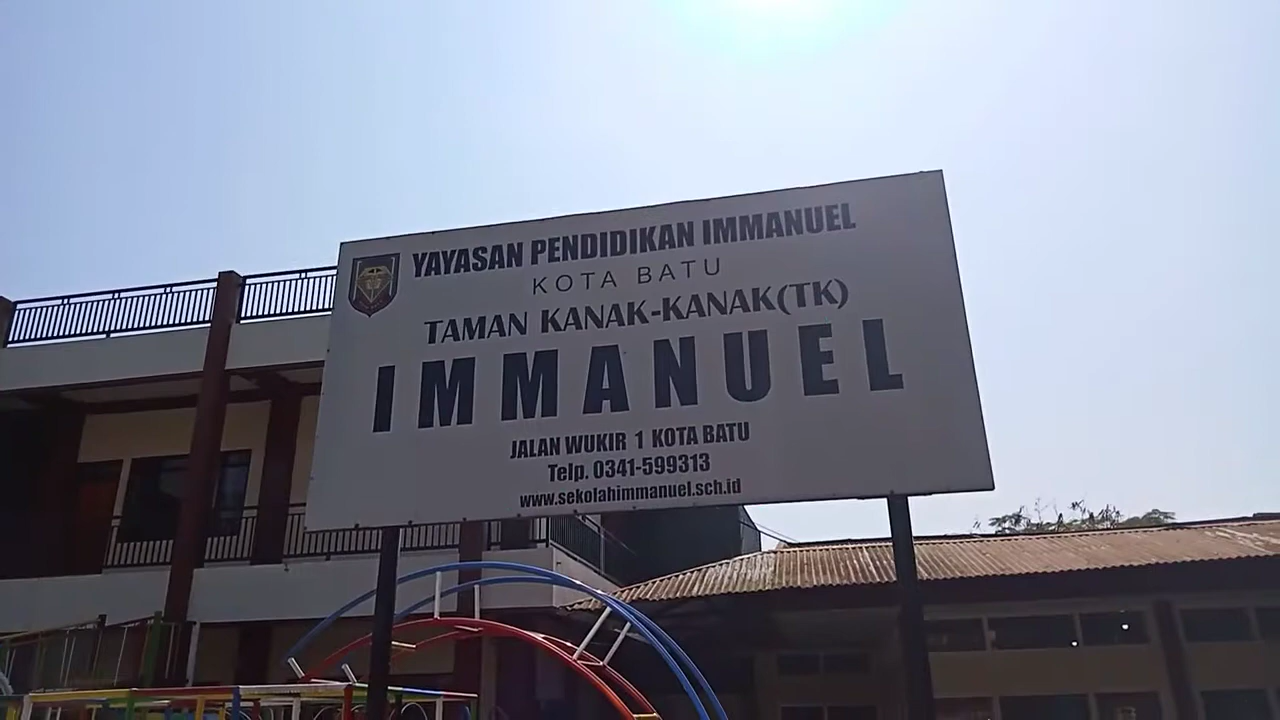 YAYASAN PENDIDIKAN IMMANUEL
KOTA BATU
TAMAN KANAK-KANAK(TK)
IMMANUEL
JALAN WUKIR 1 KOTA BATU
Telp. 0341-599313
www.sekolahimmanuel.sch.id